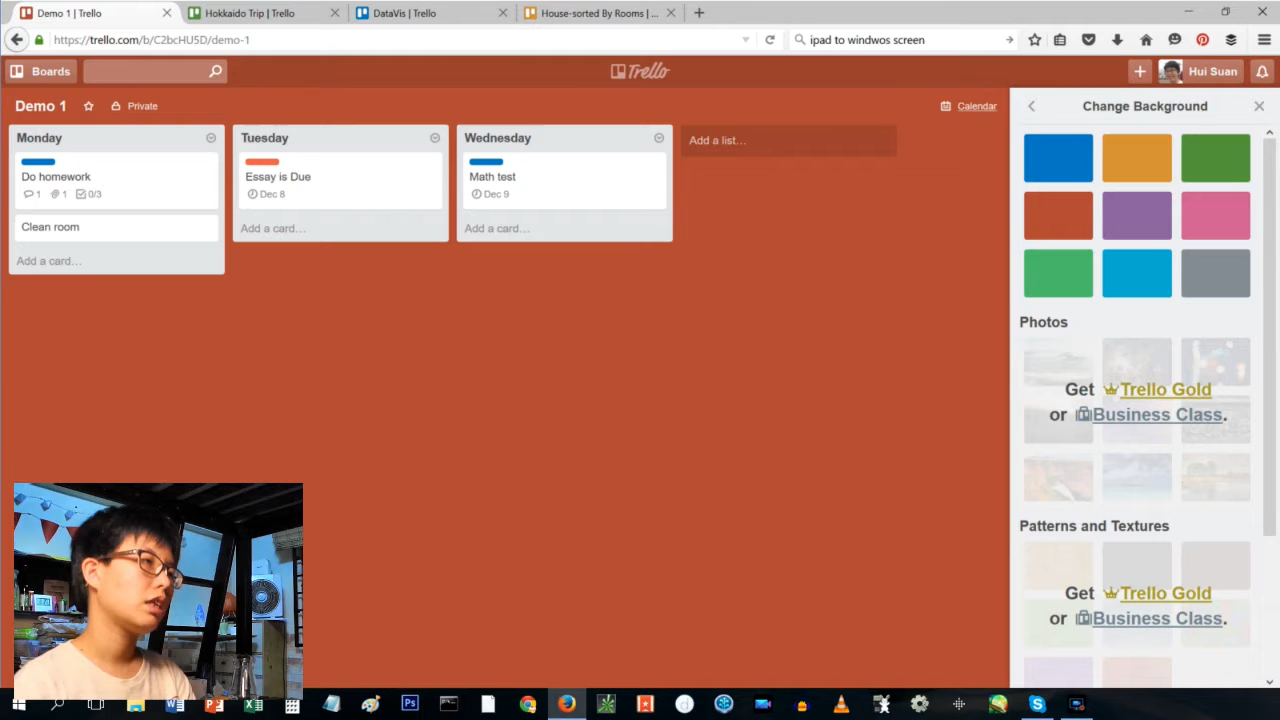 Demo 1 | Trello
Hokkaido Trip | Trello
DataVis | Trello
House-sorted By Rooms | ...
https://trello.com/b/C2bcHU5D/demo-1
ipad to windwos screen
Boards
Trello
Hui Suan
Demo 1
Private
Calendar
Monday
Do homework
1 1 0/3
Clean room
Add a card...
Tuesday
Essay is Due
Dec 8
Add a card...
Wednesday
Math test
Dec 9
Add a card...
Add a list...
Change Background
Photos
Get Trello Gold
or Business Class.
Patterns and Textures
Get Trello Gold
or Business Class.